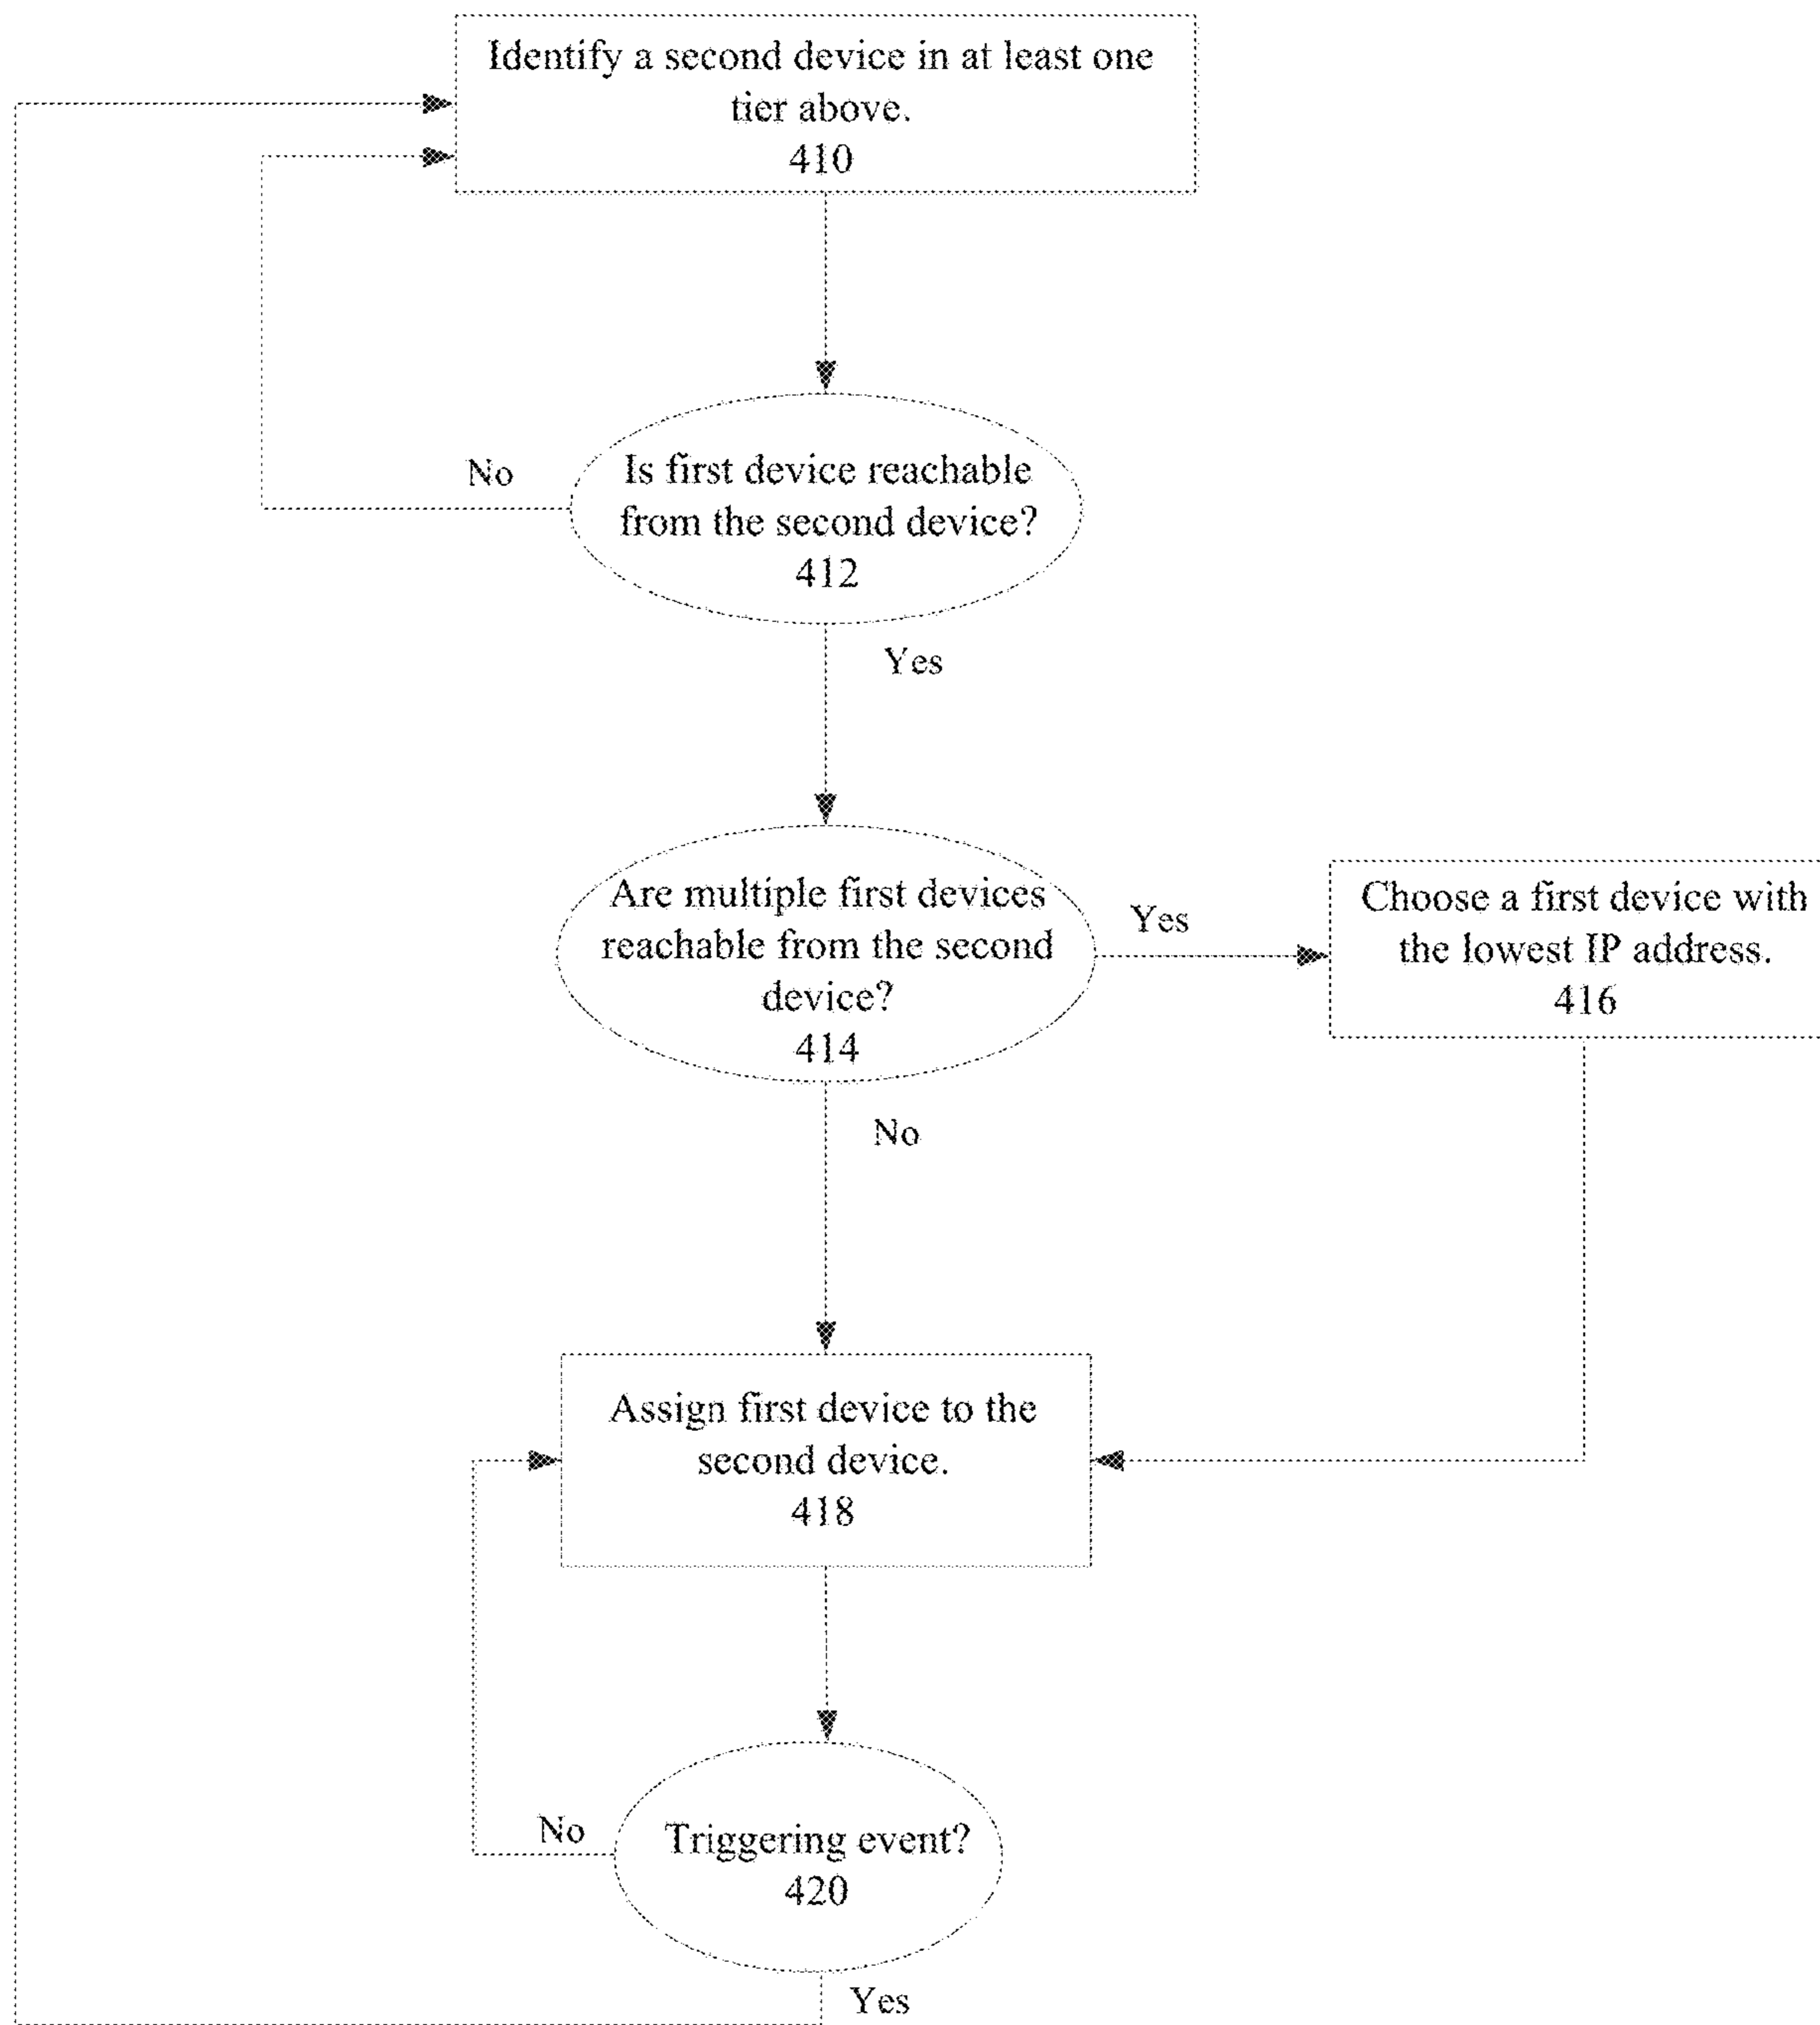 Identify a second device in at least one
tier above.
410
No
Is first device reachable
from the second device?
412
Yes
Are multiple first devices
reachable from the second
device?
414
Yes
Choose a first device with
the lowest IP address.
416
No
Assign first device to the
second device.
418
No
Triggering event?
420
Yes